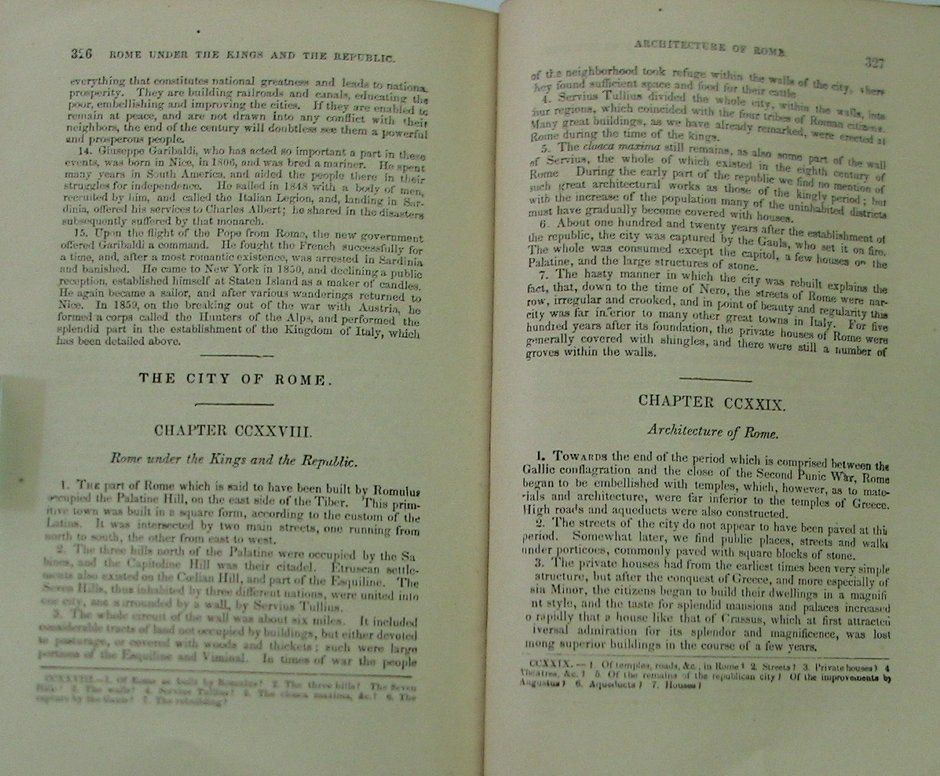 326 ROME UNDER THE KINGS AND THE REPUBLIC.
everything that constitutes national greatness and leads to nationa
prosperity. They are building railroads and canals, educating the
poor, embellishing and improving the cities. If they are enabled to
remain at peace, and are not drawn into any conflict with their
neighbors, the end of the century will doubtless see them a powerful
and prosperous people.
14. Giuseppe Garibaldi, who has acted so important a part in these
events, was born in Nice, in 1806, and was bred a mariner. He spent
many years in South America, and aided the people there in their
struggles for independence. He sailed in 1848 with a body of men,
recruited by him, and called the Italian Legion, and, landing in Sar-
dinia, offered his services to Charles Albert; he shared in the disasters
subsequently suffered by that monarch.
15. Upon the flight of the Pope from Rome, the new government
offered Garibaldi a command. He fought the French successfully for
a time, and, after a most romantic existence, was arrested in Sardinia
and banished. He came to New York in 1850, and declining a public
reception, established himself at Staten Island as a maker of candles.
He again became a sailor, and after various wanderings returned to
Nice. In 1859, on the breaking out of the war with Austria, he
formed a corps called the Hunters of the Alps, and performed the
splendid part in the establishment of the Kingdom of Italy, which
has been detailed above.
THE CITY OF ROME.
CHAPTER CCXXVIII.
Rome under the Kings and the Republic.
1. THE part of Rome which is said to have been built by Romulus
occupied the Palatine Hill, on the east side of the Tiber. This prim-
itive town was built in a square form, according to the custom of the
Latins. It was intersected by two main streets, one running from
north to south, the other from east to west.
2. The three hills north of the Palatine were occupied by the Sa
bines, and the Capitoline Hill was their citadel. Etruscan settle-
ments also existed on the Cœlian Hill, and part of the Esquiline. The
Seven Hills, thus inhabited by three different nations, were united into
one city, and surrounded by a wall, by Servius Tullius.
3. The whole circuit of the wall was about six miles. It included
considerable tracts of land not occupied by buildings, but either devoted
to pasturage, or covered with woods and thickets; such were large
portions of the Esquiline and Viminal. In times of war the people
CCXXVIII.—1. Of Rome as built by Romulus? 2. The three hills? The Seven
Hills? 3. The walls? 4. Servius Tullius? 5. The cloaca maxima, &c.? 6. The
capture by the Gauls? 7. The rebuilding?
ARCHITECTURE OF ROME. 327
of the neighborhood took refuge within the walls of the city, where
hey found sufficient space and food for their cattle
4. Servius Tullius divided the whole city, within the walls, into
four regions, which coincided with the four tribes of Roman citizens.
Many great buildings, as we have already remarked, were erected at
Rome during the time of the kings.
5. The cloaca maxima still remains, as also some part of the wall
of Servius, the whole of which existed in the eighth century of
Rome During the early part of the republic we find no mention of
such great architectural works as those of the kingly period; but
with the increase of the population many of the uninhabited districts
must have gradually become covered with houses.
6. About one hundred and twenty years after the establishment of
the republic, the city was captured by the Gauls, who set it on fire.
The whole was consumed except the capitol, a few houses on the
Palatine, and the large structures of stone.
7. The hasty manner in which the city was rebuilt explains the
fact, that, down to the time of Nero, the streets of Rome were nar-
row, irregular and crooked, and in point of beauty and regularity this
city was far inferior to many other great towns in Italy. For five
hundred years after its foundation, the private houses of Rome were
generally covered with shingles, and there were still a number of
groves within the walls.
CHAPTER CCXXIX.
Architecture of Rome.
1. TOWARDS the end of the period which is comprised between the
Gallic conflagration and the close of the Second Punic War, Rome
began to be embellished with temples, which, however, as to mate-
rials and architecture, were far inferior to the temples of Greece.
High roads and aqueducts were also constructed.
2. The streets of the city do not appear to have been paved at this
period. Somewhat later, we find public places, streets and walks
under porticoes, commonly paved with square blocks of stone.
3. The private houses had from the earliest times been very simple
structure, but after the conquest of Greece, and more especially of
sia Minor, the citizens began to build their dwellings in a magnifi
nt style, and the taste for splendid mansions and palaces increased
o rapidly that a house like that of Crassus, which at first attracted
iversal admiration for its splendor and magnificence, was lost
mong superior buildings in the course of a few years.
CCXXIX.—1. Of temples, roads, &c., in Rome? 2. Streets? 3. Private houses? 4
Theatres, &c.? 5. Of the remains of the republican city? Of the improvements by
Augustus? 6. Aqueducts? 7. Houses?